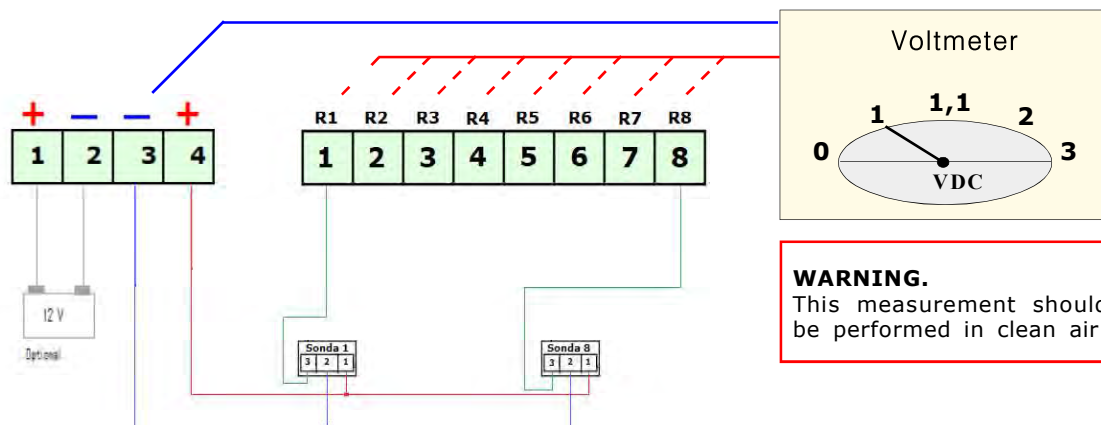 Voltmeter
1,1
1 2
0 3
VDC
+ − − +
1 2 3 4
R1 R2 R3 R4 R5 R6 R7 R8
1 2 3 4 5 6 7 8
12 V
Optional
Sonda 1
3 2 1
Sonda 8
3 2 1
WARNING.
This measurement should
be performed in clean air